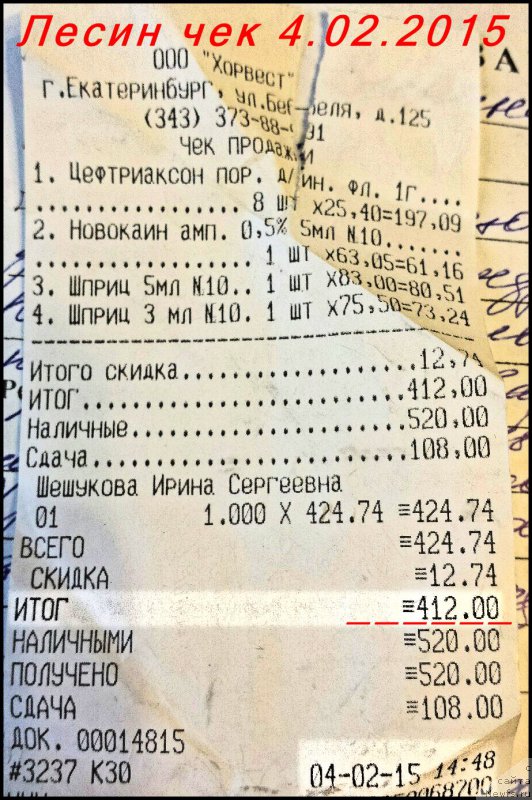 Лесин чек 4.02.2015
ООО "Хорвест"
г.Екатеринбург, д.125
(343)
Чек продажи
1. Цефтриаксон пор. д/ин. фл. 1г....
................ 8 шт х25,40=197,09
2. Новокаин амп. 0,5% 5мл N10.......
................. 1 шт х63,05=61,16
3. Шприц 5мл N10.. 1 шт х83,00=80,51
4. Шприц 3 мл N10. 1 шт х75,50=73,24
Итого скидка....................12,74
ИТОГ...........................412,00
Наличные.......................520,00
Сдача..........................108,00
Шешукова Ирина Сергеевна
01 1.000 X 424.74 ≡424.74
ВСЕГО ≡424.74
СКИДКА ≡12.74
ИТОГ ≡412.00
НАЛИЧНЫМИ ≡520.00
ПОЛУЧЕНО ≡520.00
СДАЧА ≡108.00
ДОК. 00014815
#3237 К30 04-02-15 14:48